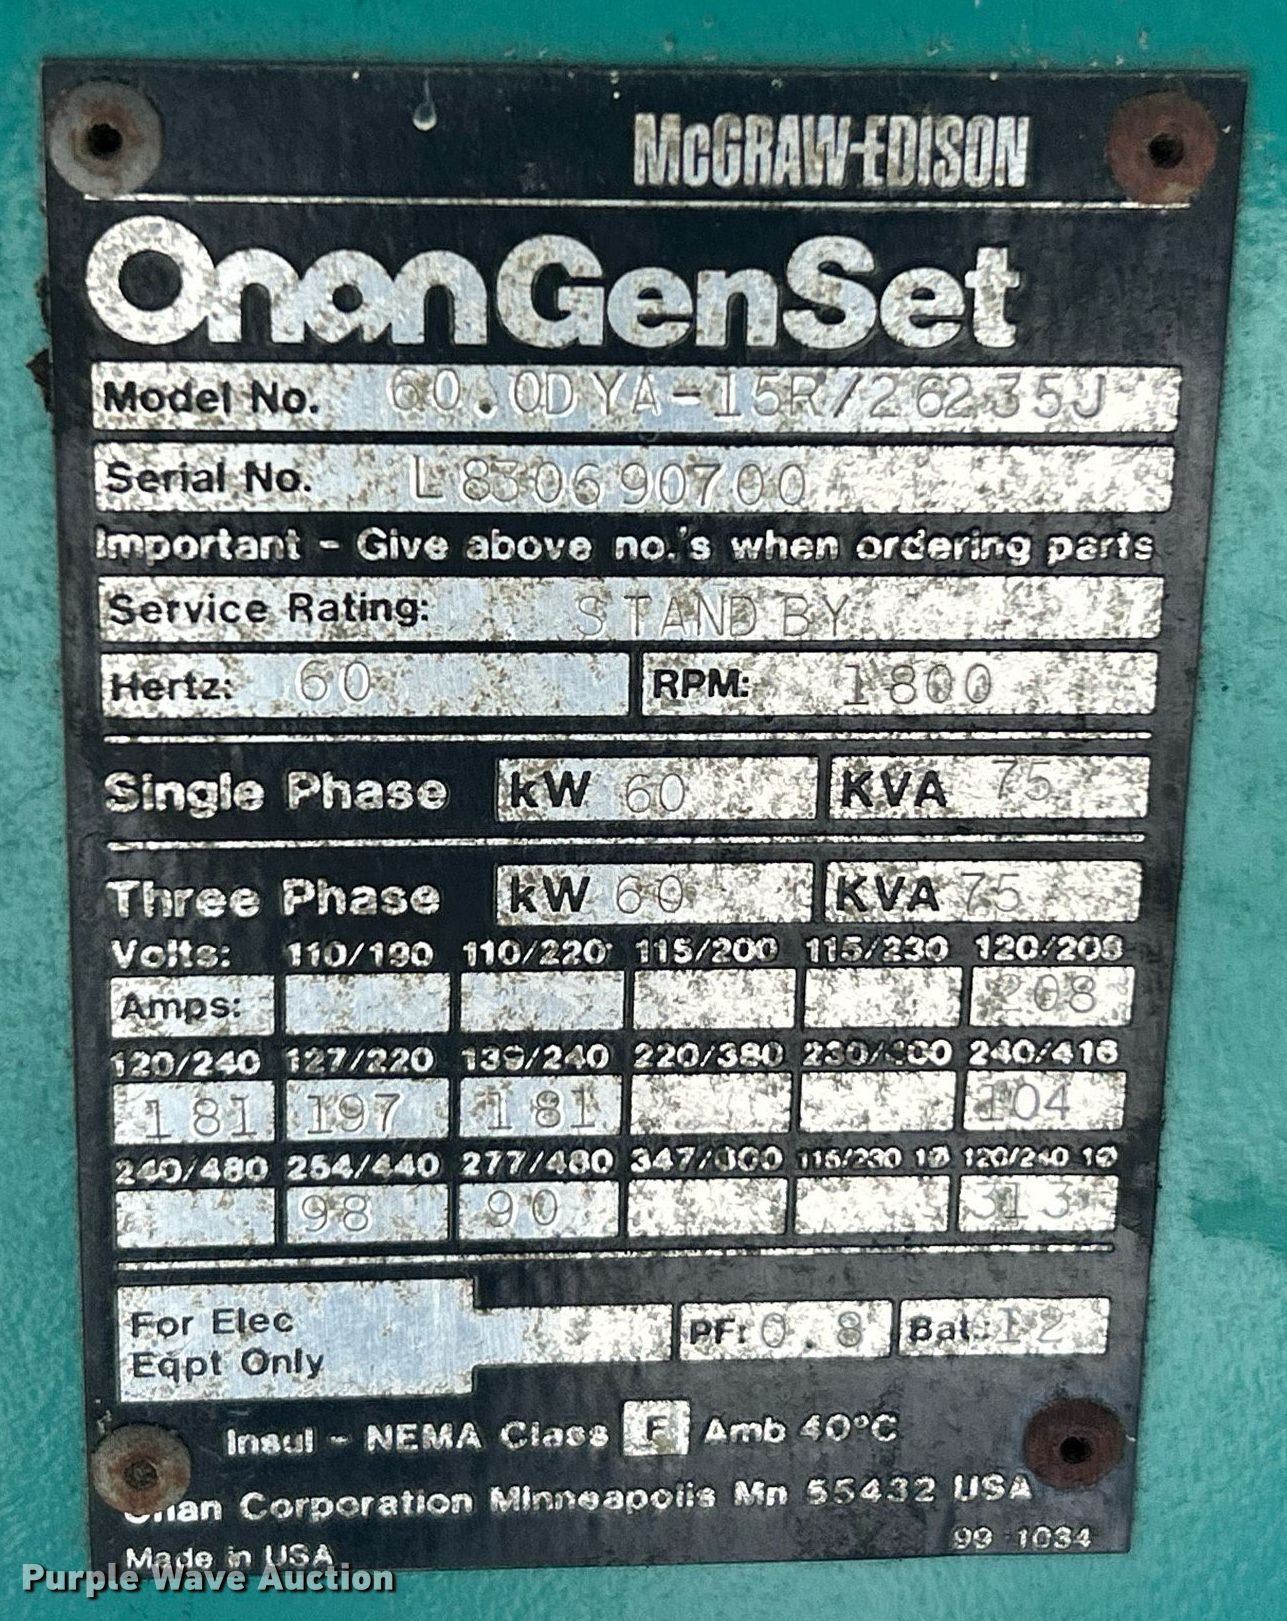 McGRAW-EDISON
Onan GenSet
Model No. 60.0DYA-15R/26235J
Serial No. L830690700
Important - Give above no.'s when ordering parts
Service Rating: STANDBY
Hertz: 60 RPM: 1800
Single Phase kW 60 KVA 75
Three Phase kW 60 KVA 75
Volts: 110/190 110/220 115/200 115/230 120/208
Amps: 208
120/240 127/220 139/240 220/380 230/400 240/416
181 197 181 104
240/480 254/440 277/480 347/600 115/230 1Ø 120/240 1Ø
98 90 313
For Elec
Eqpt Only
PF: 0.8 Bat: 12
Insul - NEMA Class F Amb 40°C
Onan Corporation Minneapolis Mn 55432 USA
Made in USA
99-1034
Purple Wave Auction